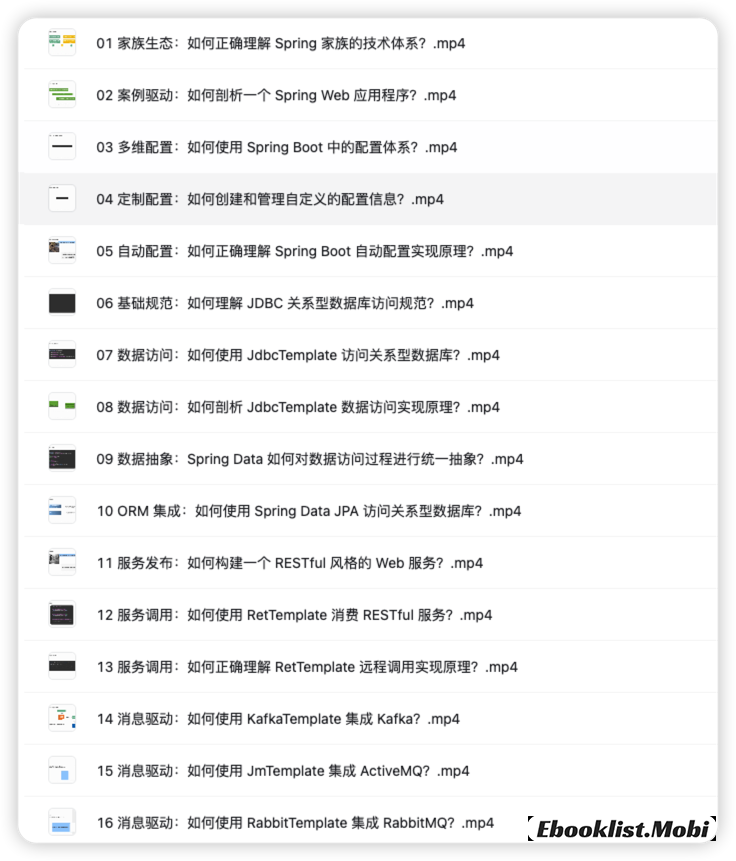 01 家族生态：如何正确理解 Spring 家族的技术体系？.mp4
02 案例驱动：如何剖析一个 Spring Web 应用程序？.mp4
03 多维配置：如何使用 Spring Boot 中的配置体系？.mp4
04 定制配置：如何创建和管理自定义的配置信息？.mp4
05 自动配置：如何正确理解 Spring Boot 自动配置实现原理？.mp4
06 基础规范：如何理解 JDBC 关系型数据库访问规范？.mp4
07 数据访问：如何使用 JdbcTemplate 访问关系型数据库？.mp4
08 数据访问：如何剖析 JdbcTemplate 数据访问实现原理？.mp4
09 数据抽象：Spring Data 如何对数据访问过程进行统一抽象？.mp4
10 ORM 集成：如何使用 Spring Data JPA 访问关系型数据库？.mp4
11 服务发布：如何构建一个 RESTful 风格的 Web 服务？.mp4
12 服务调用：如何使用 RetTemplate 消费 RESTful 服务？.mp4
13 服务调用：如何正确理解 RetTemplate 远程调用实现原理？.mp4
14 消息驱动：如何使用 KafkaTemplate 集成 Kafka？.mp4
15 消息驱动：如何使用 JmTemplate 集成 ActiveMQ？.mp4
16 消息驱动：如何使用 RabbitTemplate 集成 RabbitMQ？.mp4
【Ebooklist.Mobi】